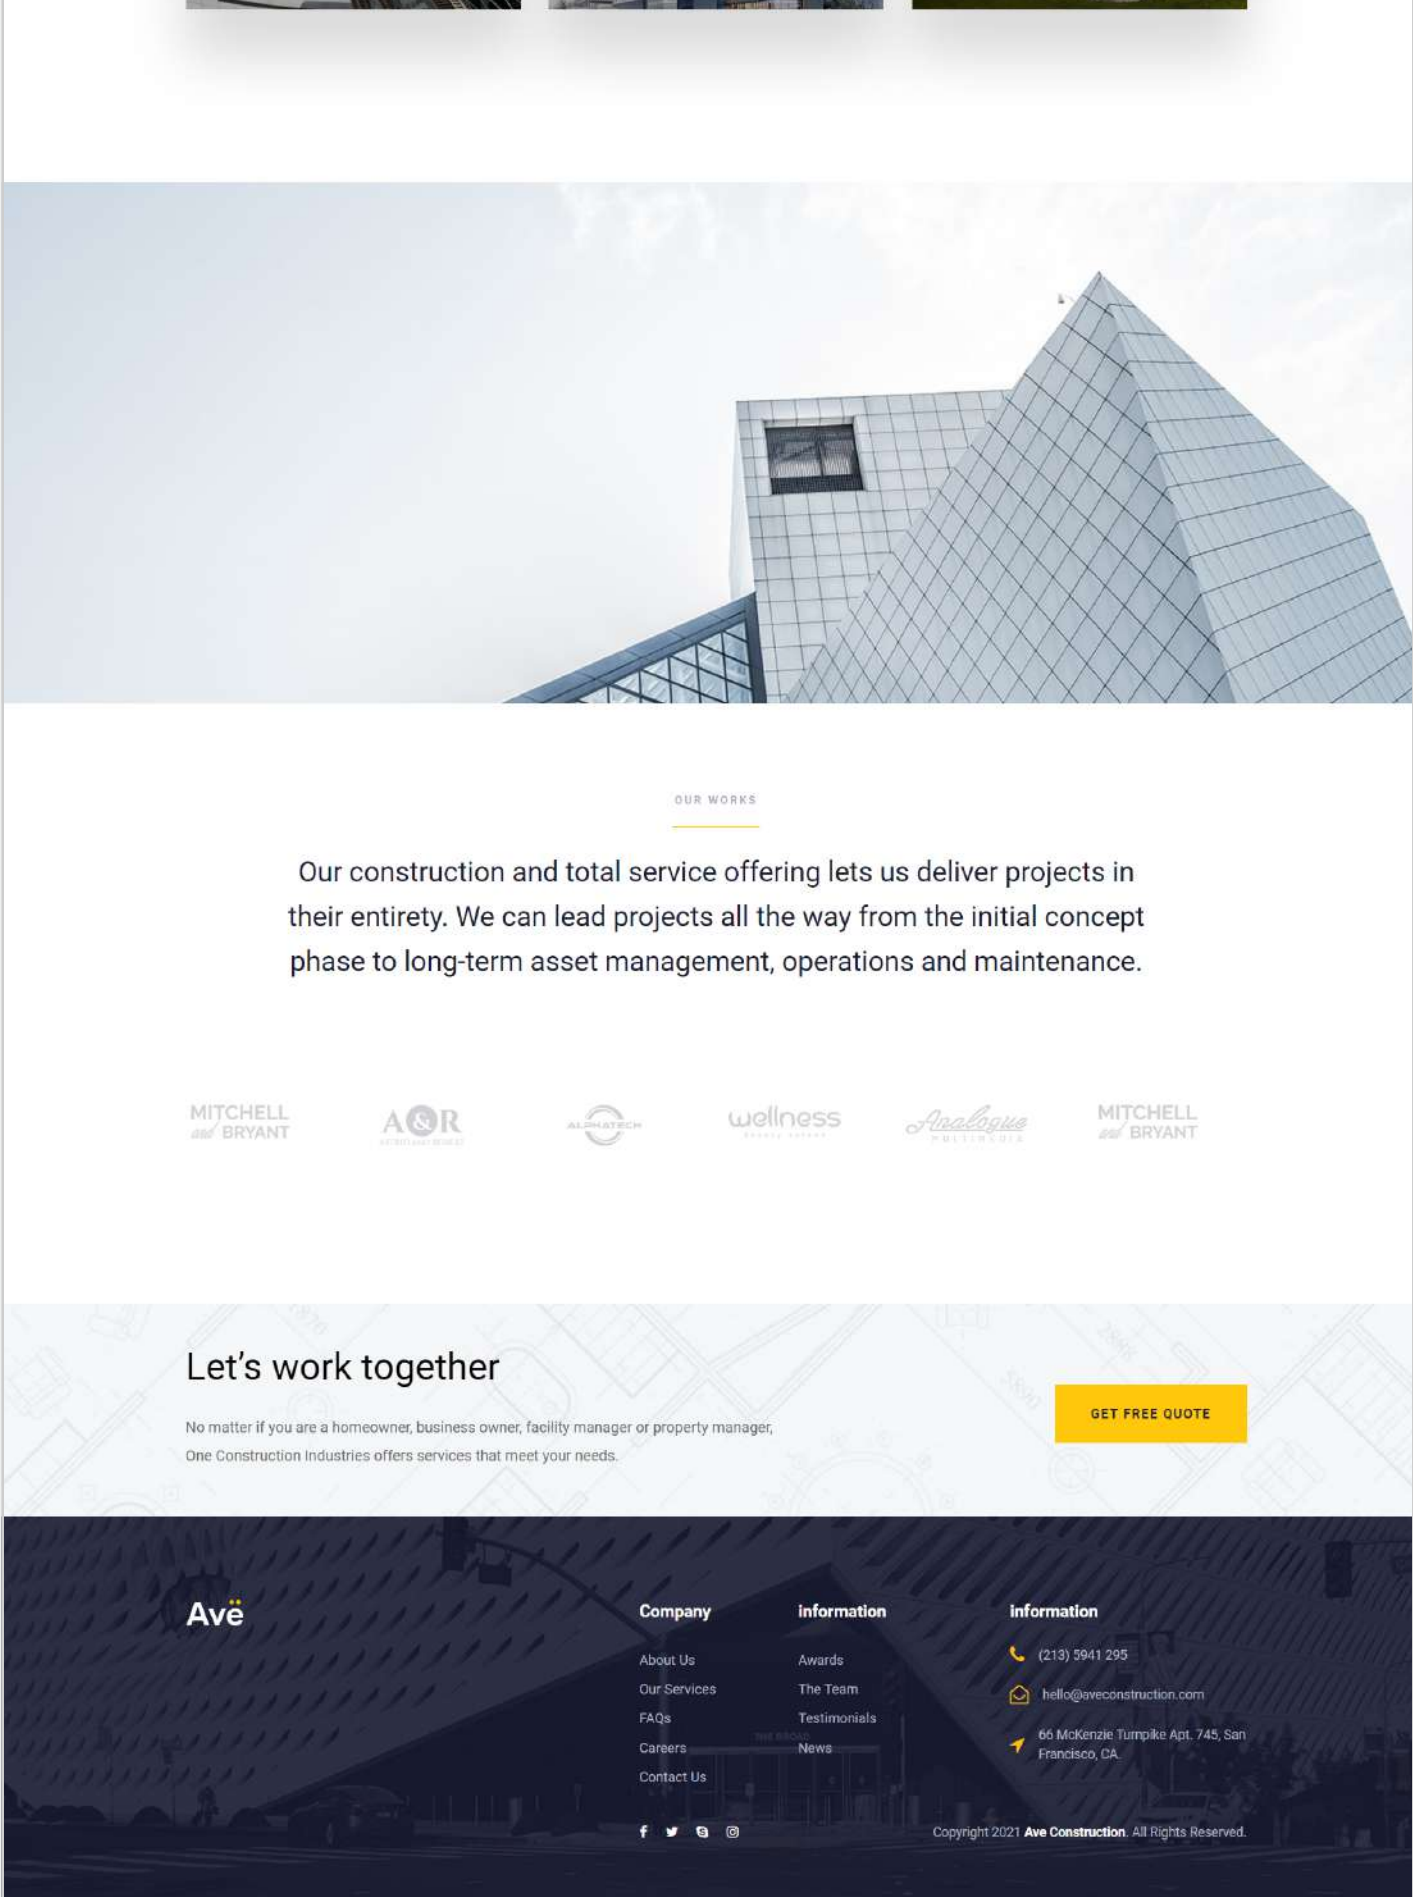 OUR WORKS
Our construction and total service offering lets us deliver projects in
their entirety. We can lead projects all the way from the initial concept
phase to long-term asset management, operations and maintenance.
MITCHELL
and BRYANT
A&R
ALPHATECH
wellness
Analogue
MULTIMEDIA
MITCHELL
and BRYANT
Let's work together
No matter if you are a homeowner, business owner, facility manager or property manager,
One Construction Industries offers services that meet your needs.
GET FREE QUOTE
Avë
Company
About Us
Our Services
FAQs
Careers
Contact Us
information
Awards
The Team
Testimonials
News
information
(213) 5941 295
hello@aveconstruction.com
66 McKenzie Turnpike Apt. 745, San
Francisco, CA.
Copyright 2021 Ave Construction. All Rights Reserved.